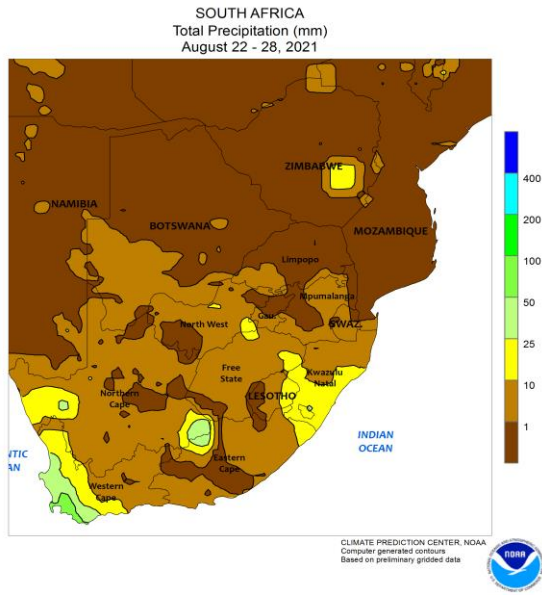 SOUTH AFRICA
Total Precipitation (mm)
August 22 - 28, 2021
ZIMBABWE
NAMIBIA
BOTSWANA
MOZAMBIQUE
Limpopo
Mpumalanga
Gau.
North West
SWAZ.
Free
State
Kwazulu
Natal
Northern
Cape
LESOTHO
INDIAN
OCEAN
NTIC
AN
Eastern
Cape
Western
Cape
400
200
100
50
25
10
1
CLIMATE PREDICTION CENTER, NOAA
Computer generated contours
Based on preliminary gridded data
NOAA